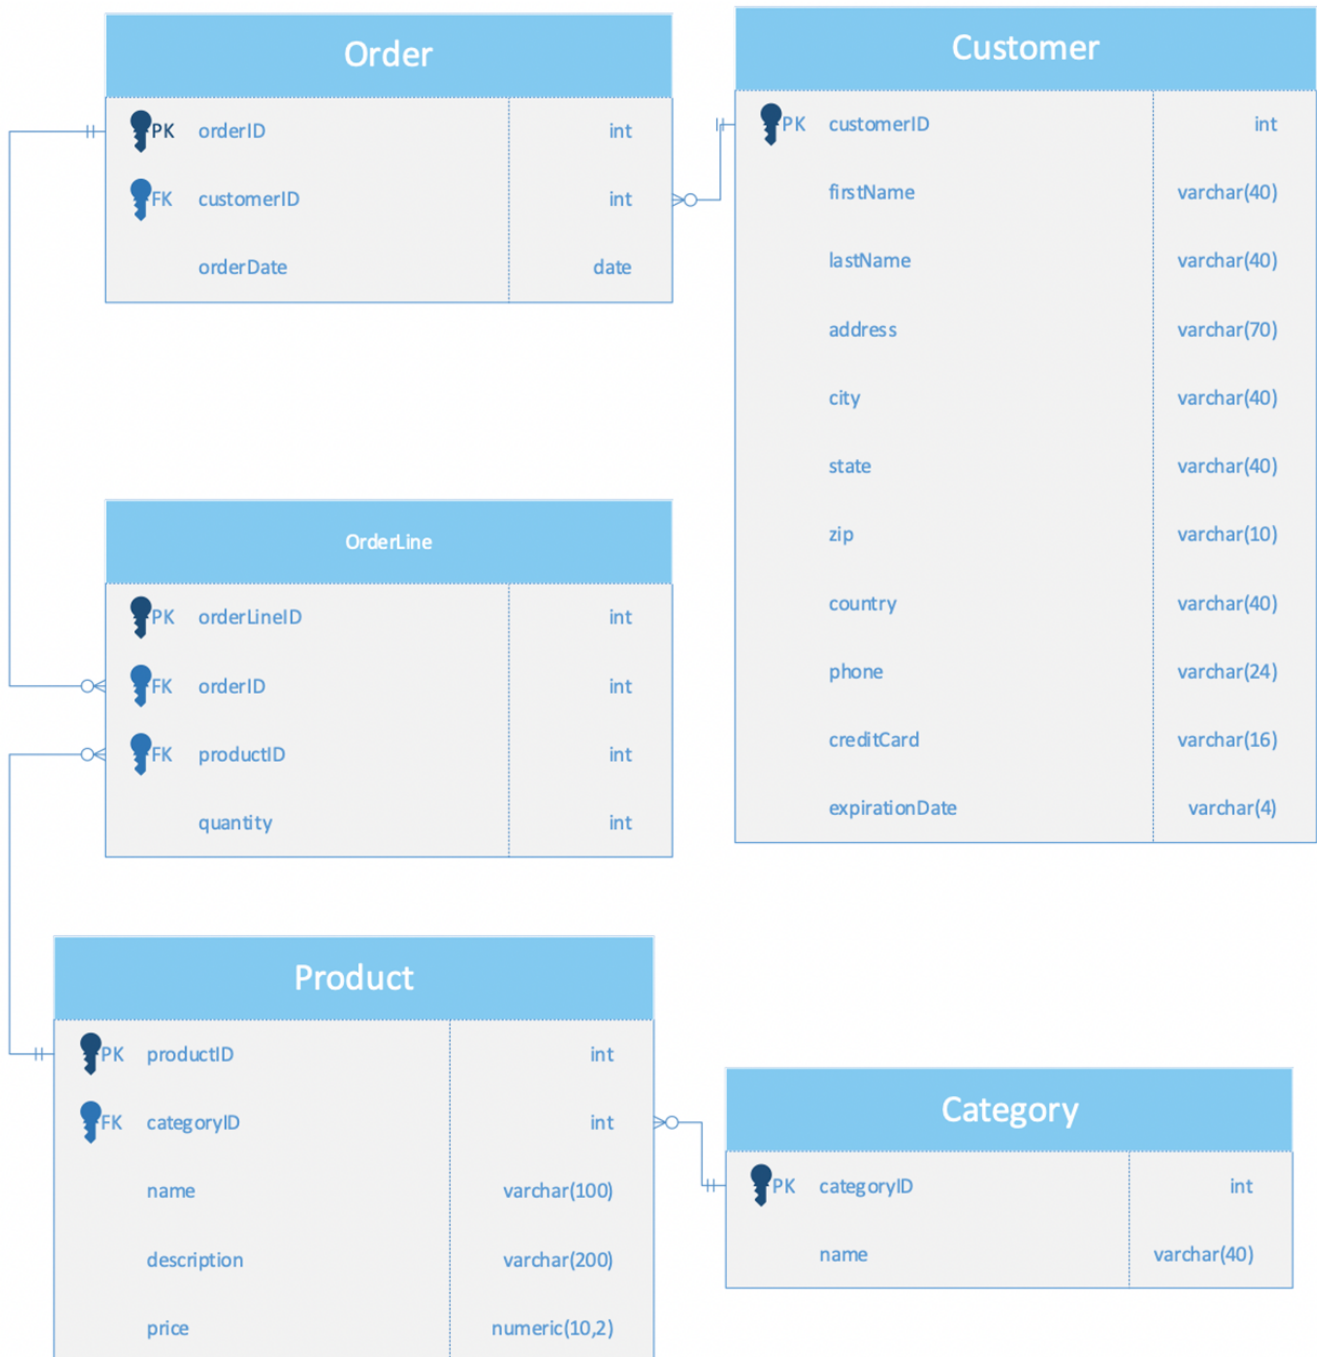 Order
PK orderID int
FK customerID int
orderDate date
Customer
PK customerID int
firstName varchar(40)
lastName varchar(40)
address varchar(70)
city varchar(40)
state varchar(40)
zip varchar(10)
country varchar(40)
phone varchar(24)
creditCard varchar(16)
expirationDate varchar(4)
OrderLine
PK orderLineID int
FK orderID int
FK productID int
quantity int
Product
PK productID int
FK categoryID int
name varchar(100)
description varchar(200)
price numeric(10,2)
Category
PK categoryID int
name varchar(40)